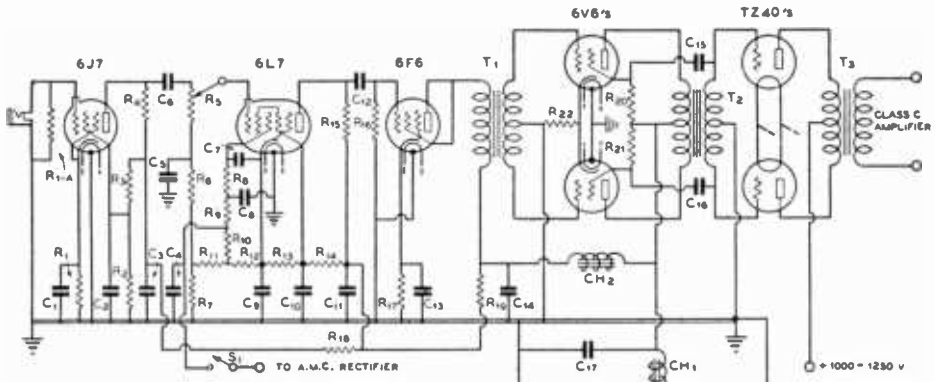 6J7
6L7
6F6
T1
6V6's
TZ40's
C15
T2
T3
C6
R4
R5
C12
R15
R16
R22
R20
R21
C16
CLASS C
AMPLIFIER
C7
R8
C8
R9
R10
C5
R6
R3
R1-A
R1
C1
C2
R2
C3
C4
R11
R12
R13
R14
R7
C9
C10
C11
R17
C13
R19
C14
CH2
R18
S1
TO A.M.C. RECTIFIER
C17
CH1
+ 1000 - 1250 V